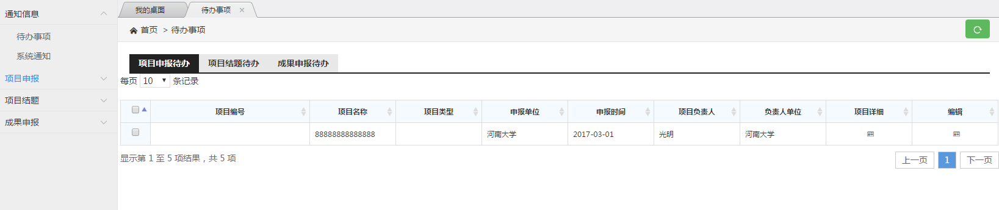 通知信息
待办事项
系统通知
项目申报
项目结题
成果申报
我的桌面 待办事项
首页 > 待办事项
项目申报待办 项目结题待办 成果申报待办
每页 10 条记录
项目编号 项目名称 项目类型 申报单位 申报时间 项目负责人 负责人单位 项目详细 编辑
88888888888888 河南大学 2017-03-01 光明 河南大学
显示第 1 至 5 项结果，共 5 项
上一页 1 下一页